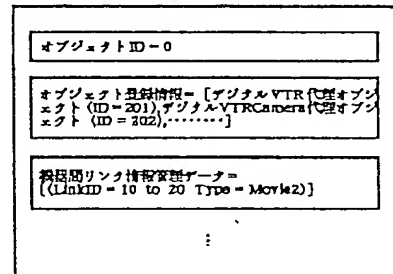 オブジェクトID=0
オブジェクト登録情報= [デジタルVTR代理オブジ
ェクト (ID=201),デジタルVTRCamera代理オブジ
ェクト (ID=202),········]
機器間リンク情報管理データ=
[(LinkID = 10 to 20 Type = Movie2)]
⋮